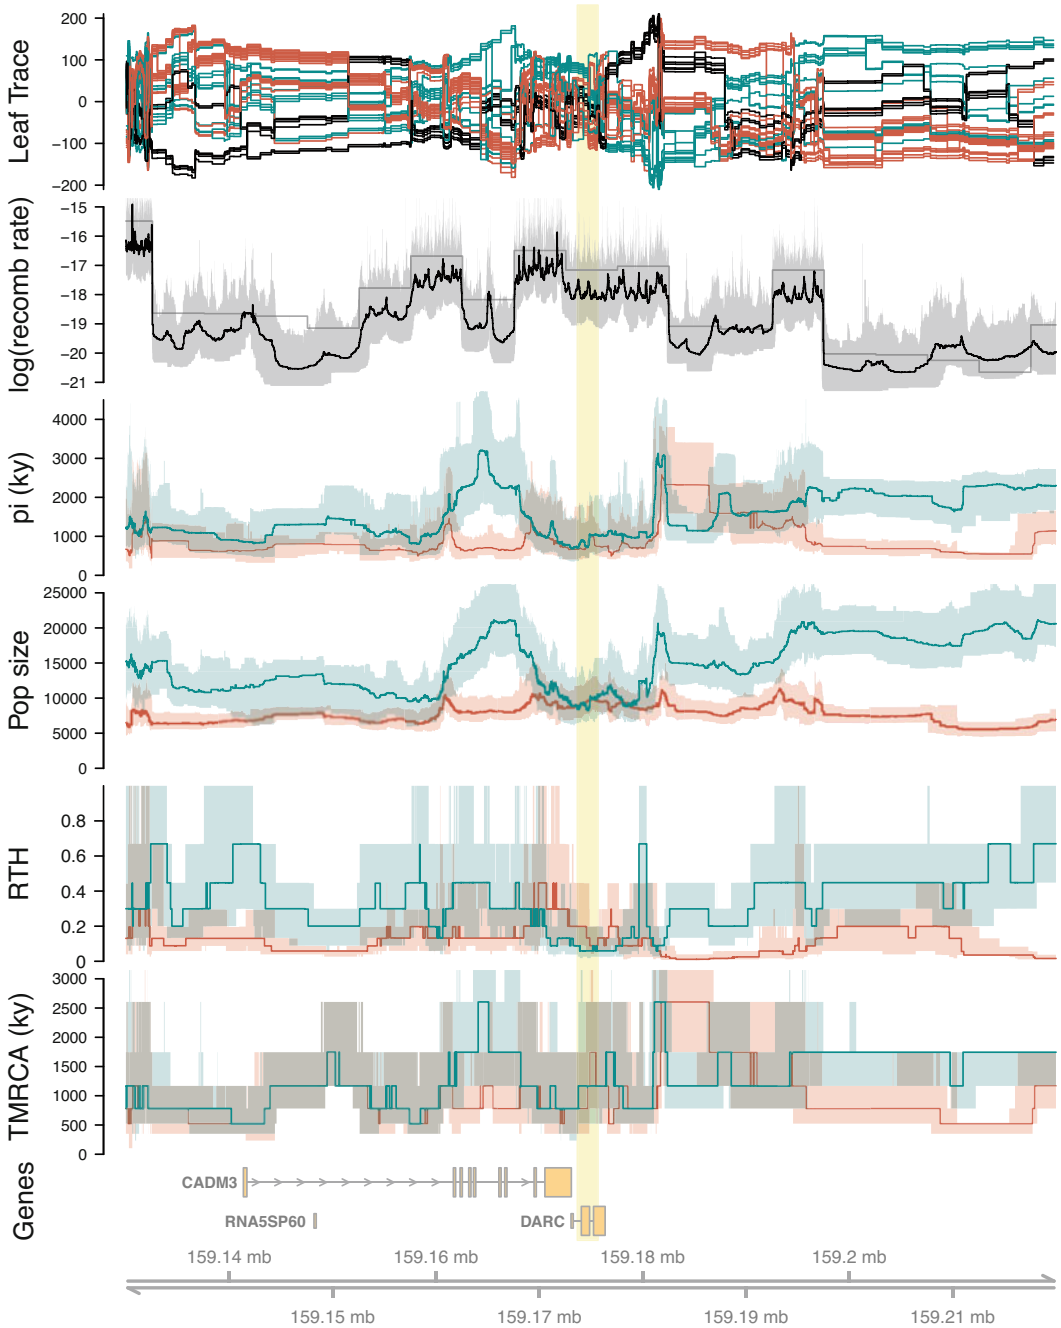 Leaf Trace
200
100
0
−100
−200
log(recomb rate)
−15
−16
−17
−18
−19
−20
−21
pi (ky)
4000
3000
2000
1000
0
Pop size
25000
20000
15000
10000
5000
0
RTH
0.8
0.6
0.4
0.2
0
TMRCA (ky)
3000
2500
2000
1500
1000
500
0
Genes
CADM3
RNA5SP60
DARC
159.14 mb
159.16 mb
159.18 mb
159.2 mb
159.15 mb
159.17 mb
159.19 mb
159.21 mb